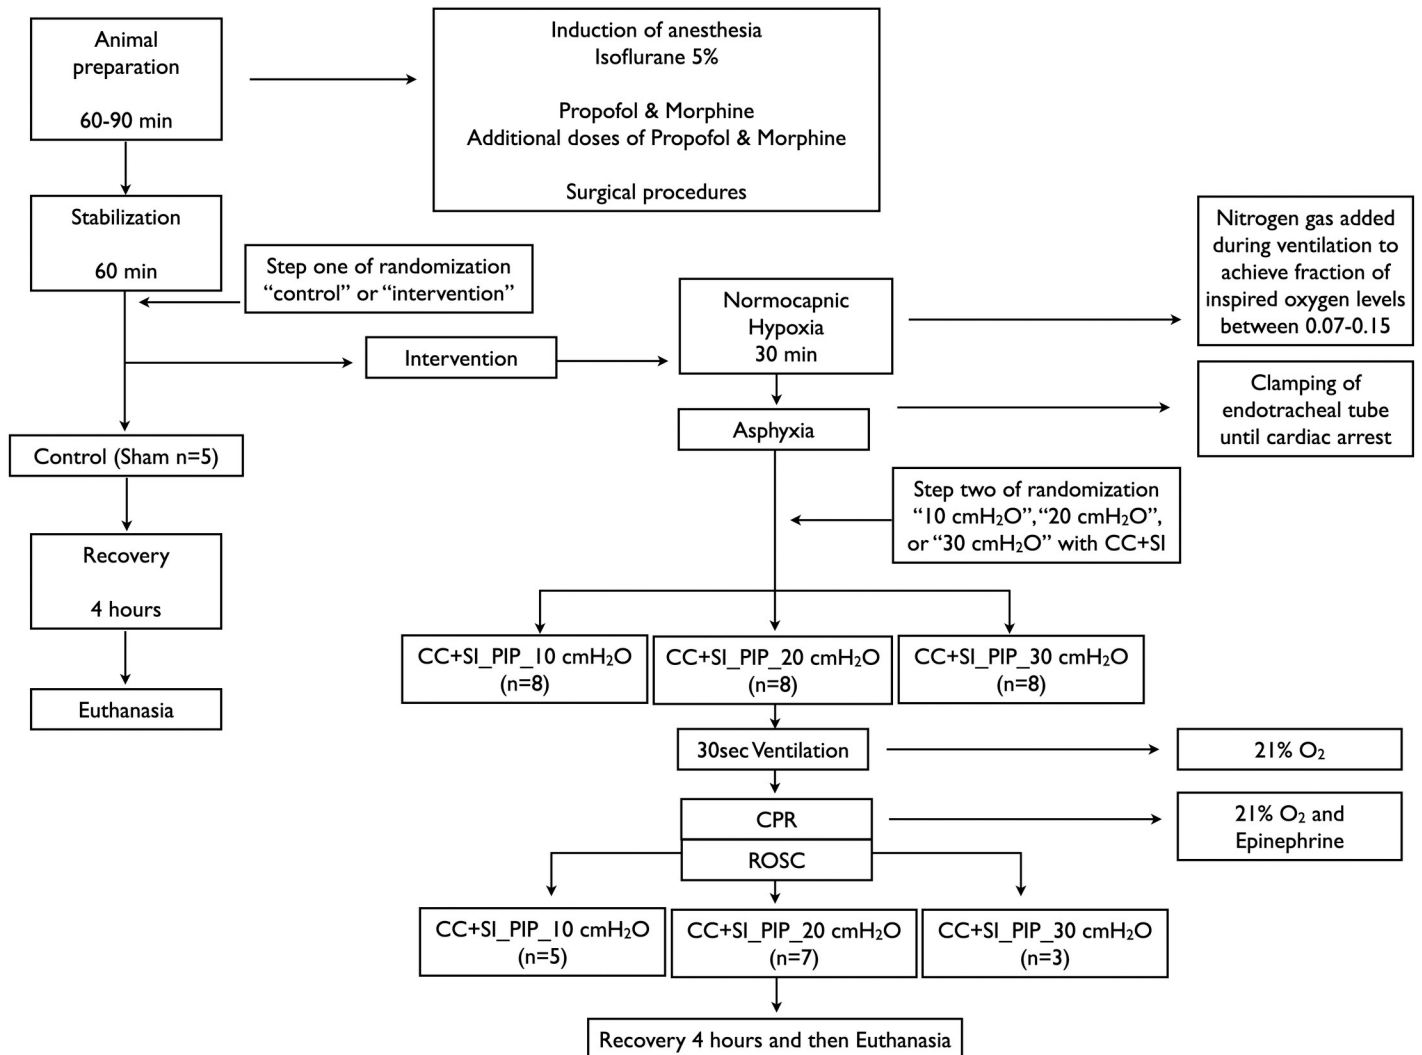 Animal
preparation
60-90 min
Induction of anesthesia
Isoflurane 5%
Propofol & Morphine
Additional doses of Propofol & Morphine
Surgical procedures
Stabilization
60 min
Step one of randomization
“control” or “intervention”
Intervention
Normocapnic
Hypoxia
30 min
Nitrogen gas added
during ventilation to
achieve fraction of
inspired oxygen levels
between 0.07-0.15
Asphyxia
Clamping of
endotracheal tube
until cardiac arrest
Control (Sham n=5)
Recovery
4 hours
Euthanasia
Step two of randomization
“10 cmH₂O”, “20 cmH₂O”,
or “30 cmH₂O” with CC+SI
CC+SI_PIP_10 cmH₂O
(n=8)
CC+SI_PIP_20 cmH₂O
(n=8)
CC+SI_PIP_30 cmH₂O
(n=8)
30sec Ventilation
21% O₂
CPR
21% O₂ and
Epinephrine
ROSC
CC+SI_PIP_10 cmH₂O
(n=5)
CC+SI_PIP_20 cmH₂O
(n=7)
CC+SI_PIP_30 cmH₂O
(n=3)
Recovery 4 hours and then Euthanasia